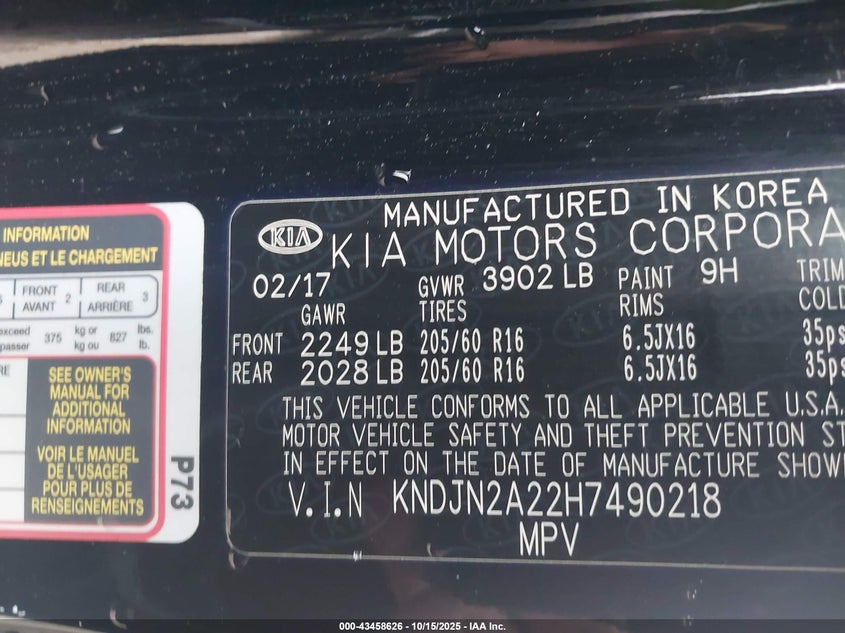 INFORMATION
NEUS ET LE CHARGEMENT
FRONT AVANT 2
REAR ARRIÈRE 3
exceed 375 kg or 827 lbs.
passer kg ou lb.
SEE OWNER'S
MANUAL FOR
ADDITIONAL
INFORMATION
VOIR LE MANUEL
DE L'USAGER
POUR PLUS DE
RENSEIGNEMENTS
P73
MANUFACTURED IN KOREA
KIA KIA MOTORS CORPORA
02/17 GVWR 3902 LB PAINT 9H TRIM
GAWR TIRES RIMS COLD
FRONT 2249 LB 205/60 R16 6.5JX16 35ps
REAR 2028 LB 205/60 R16 6.5JX16 35ps
THIS VEHICLE CONFORMS TO ALL APPLICABLE U.S.A.
MOTOR VEHICLE SAFETY AND THEFT PREVENTION ST
IN EFFECT ON THE DATE OF MANUFACTURE SHOW
V.I.N KNDJN2A22H7490218
MPV
000-43458626 - 10/15/2025 - IAA Inc.